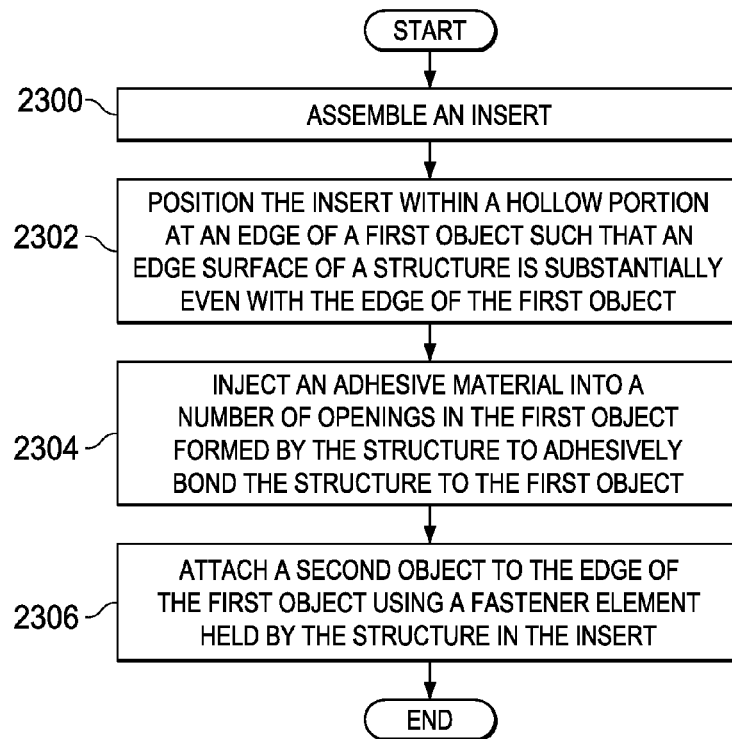 START
2300
ASSEMBLE AN INSERT
2302
POSITION THE INSERT WITHIN A HOLLOW PORTION
AT AN EDGE OF A FIRST OBJECT SUCH THAT AN
EDGE SURFACE OF A STRUCTURE IS SUBSTANTIALLY
EVEN WITH THE EDGE OF THE FIRST OBJECT
2304
INJECT AN ADHESIVE MATERIAL INTO A
NUMBER OF OPENINGS IN THE FIRST OBJECT
FORMED BY THE STRUCTURE TO ADHESIVELY
BOND THE STRUCTURE TO THE FIRST OBJECT
2306
ATTACH A SECOND OBJECT TO THE EDGE OF
THE FIRST OBJECT USING A FASTENER ELEMENT
HELD BY THE STRUCTURE IN THE INSERT
END